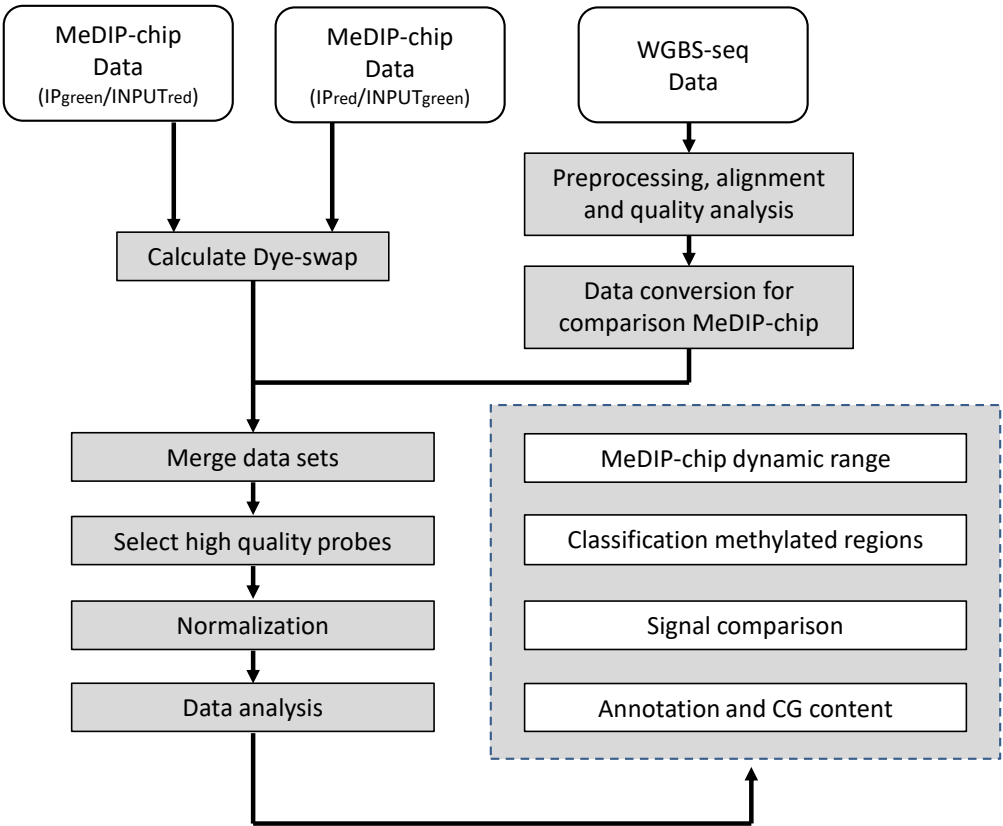 MeDIP-chip
Data
(IPgreen/INPUTred)
MeDIP-chip
Data
(IPred/INPUTgreen)
WGBS-seq
Data
Preprocessing, alignment
and quality analysis
Calculate Dye-swap
Data conversion for
comparison MeDIP-chip
Merge data sets
Select high quality probes
Normalization
Data analysis
MeDIP-chip dynamic range
Classification methylated regions
Signal comparison
Annotation and CG content